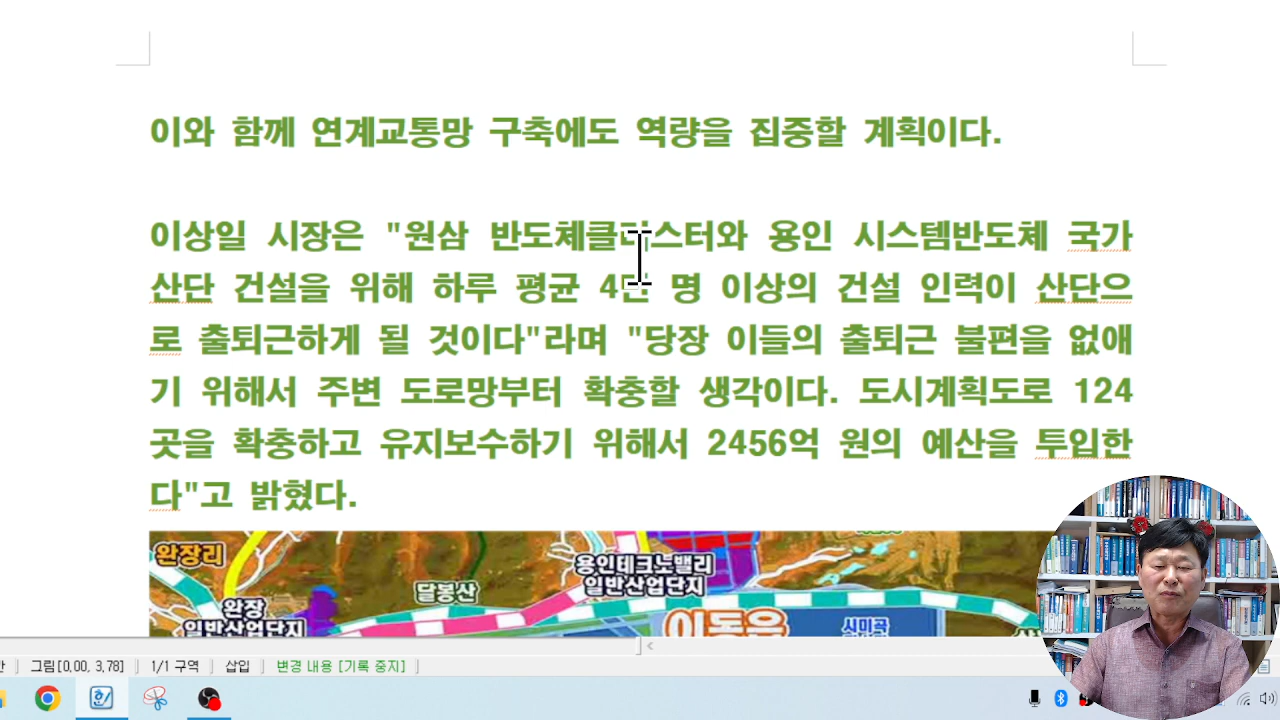 이와 함께 연계교통망 구축에도 역량을 집중할 계획이다.
이상일 시장은 "원삼 반도체클러스터와 용인 시스템반도체 국가
산단 건설을 위해 하루 평균 4만 명 이상의 건설 인력이 산단으
로 출퇴근하게 될 것이다"라며 "당장 이들의 출퇴근 불편을 없애
기 위해서 주변 도로망부터 확충할 생각이다. 도시계획도로 124
곳을 확충하고 유지보수하기 위해서 2456억 원의 예산을 투입한
다"고 밝혔다.
완장리
용인테크노밸리
일반산업단지
달봉산
완장
일반산업단지
이동읍
시미곡
그림[0.00, 3.78] 1/1 구역 삽입 변경 내용 [기록 중지]